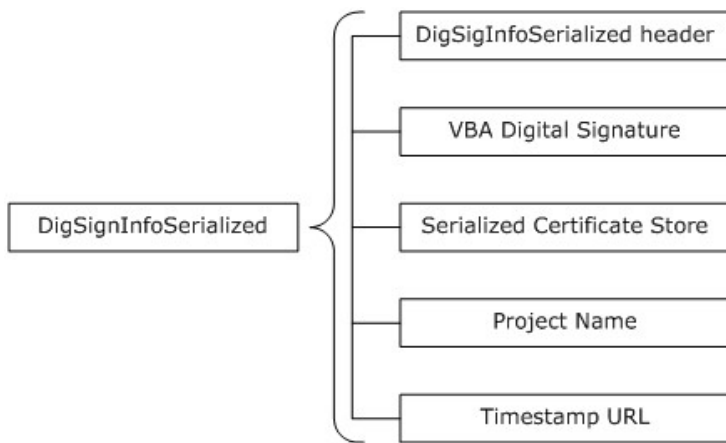 DigSigInfoSerialized header
VBA Digital Signature
DigSignInfoSerialized
Serialized Certificate Store
Project Name
Timestamp URL